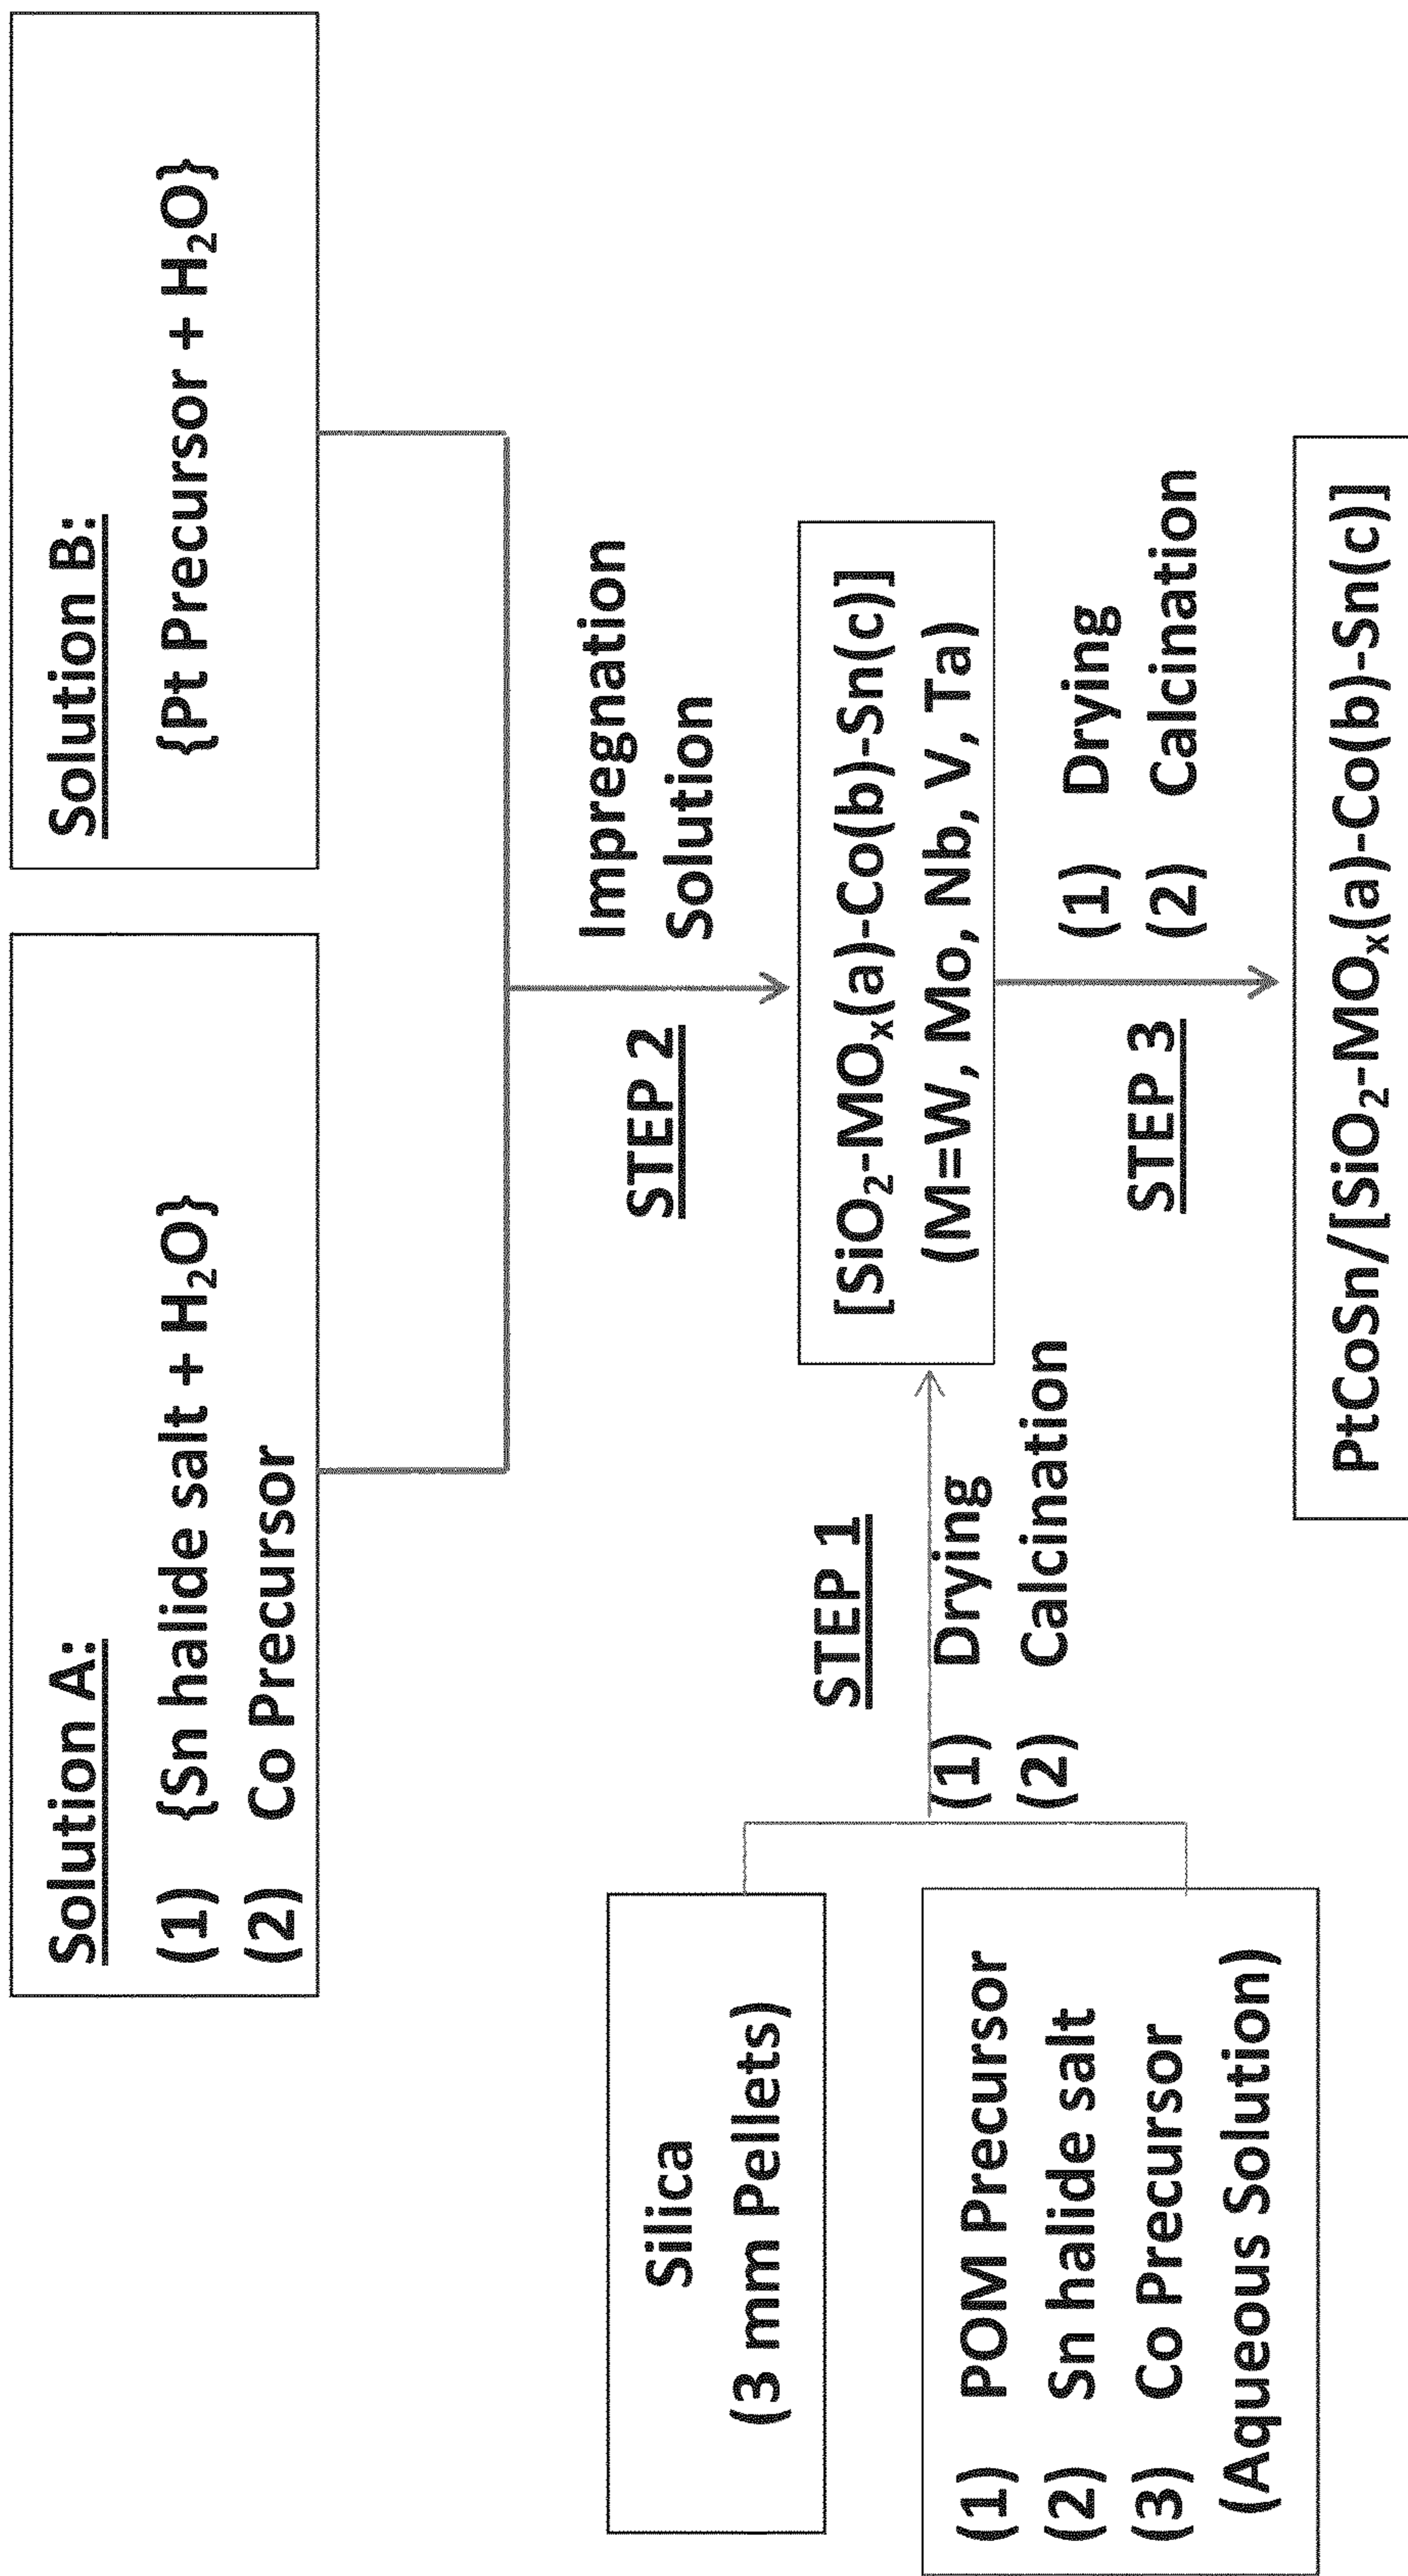 Solution A:
(1) {Sn halide salt + H₂O}
(2) Co Precursor
Solution B:
{Pt Precursor + H₂O}
STEP 2
Impregnation
Solution
Silica
(3 mm Pellets)
(1) POM Precursor
(2) Sn halide salt
(3) Co Precursor
(Aqueous Solution)
STEP 1
(1) Drying
(2) Calcination
[SiO₂-MOₓ(a)-Co(b)-Sn(c)]
(M=W, Mo, Nb, V, Ta)
STEP 3
(1) Drying
(2) Calcination
PtCoSn/[SiO₂-MOₓ(a)-Co(b)-Sn(c)]